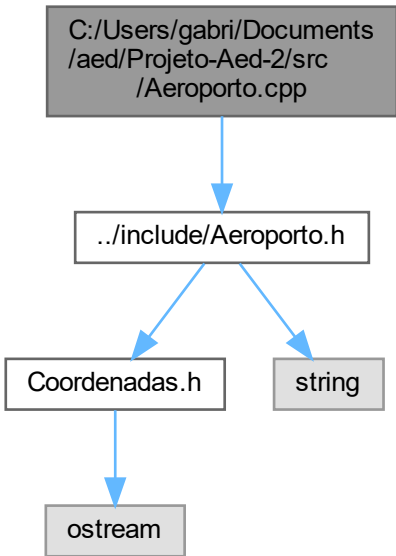 C:/Users/gabri/Documents
/aed/Projeto-Aed-2/src
/Aeroporto.cpp
../include/Aeroporto.h
Coordenadas.h
string
ostream